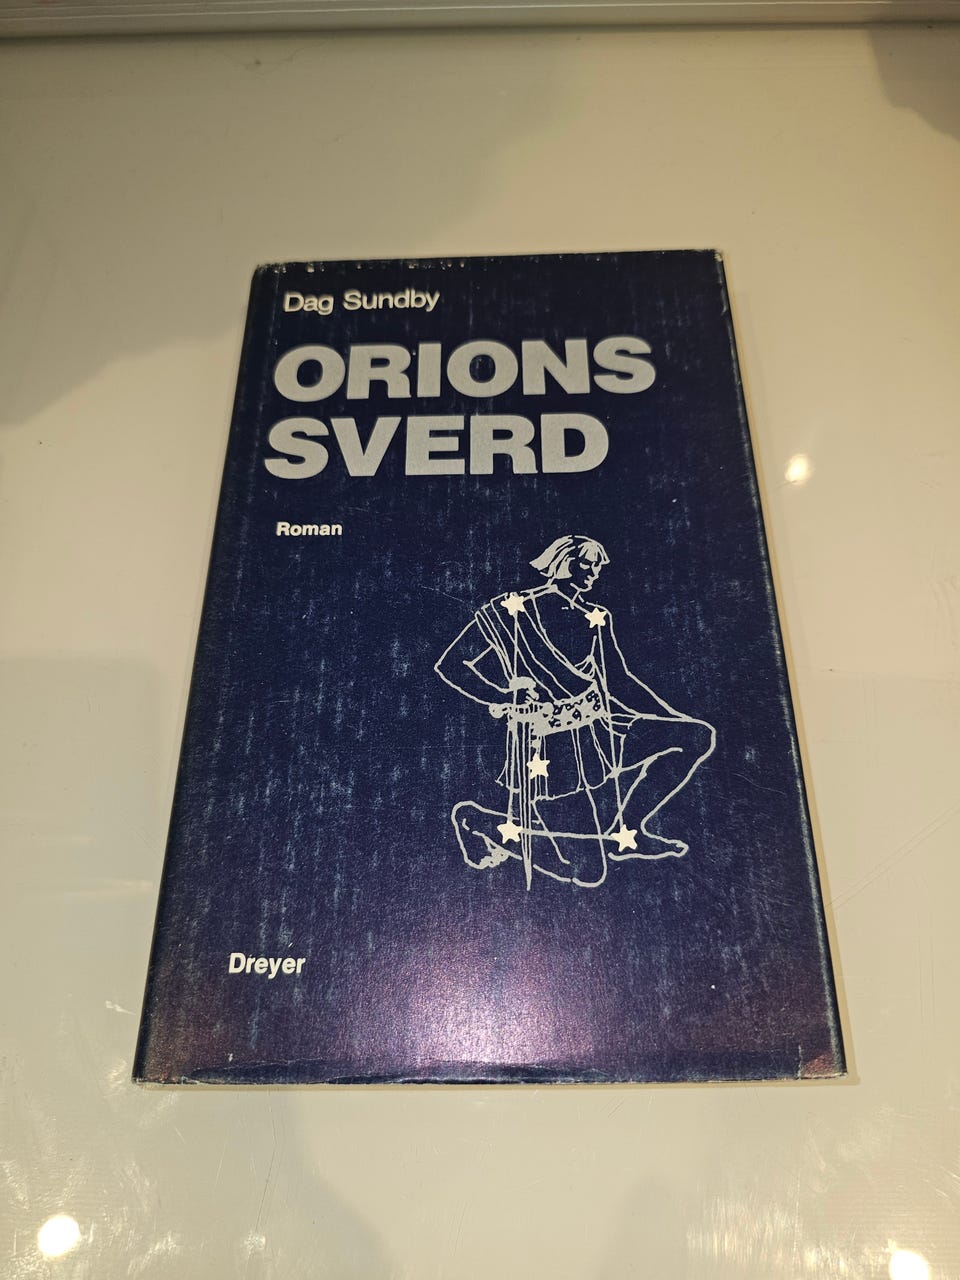 Dag Sundby
ORIONS
SVERD
Roman
Dreyer